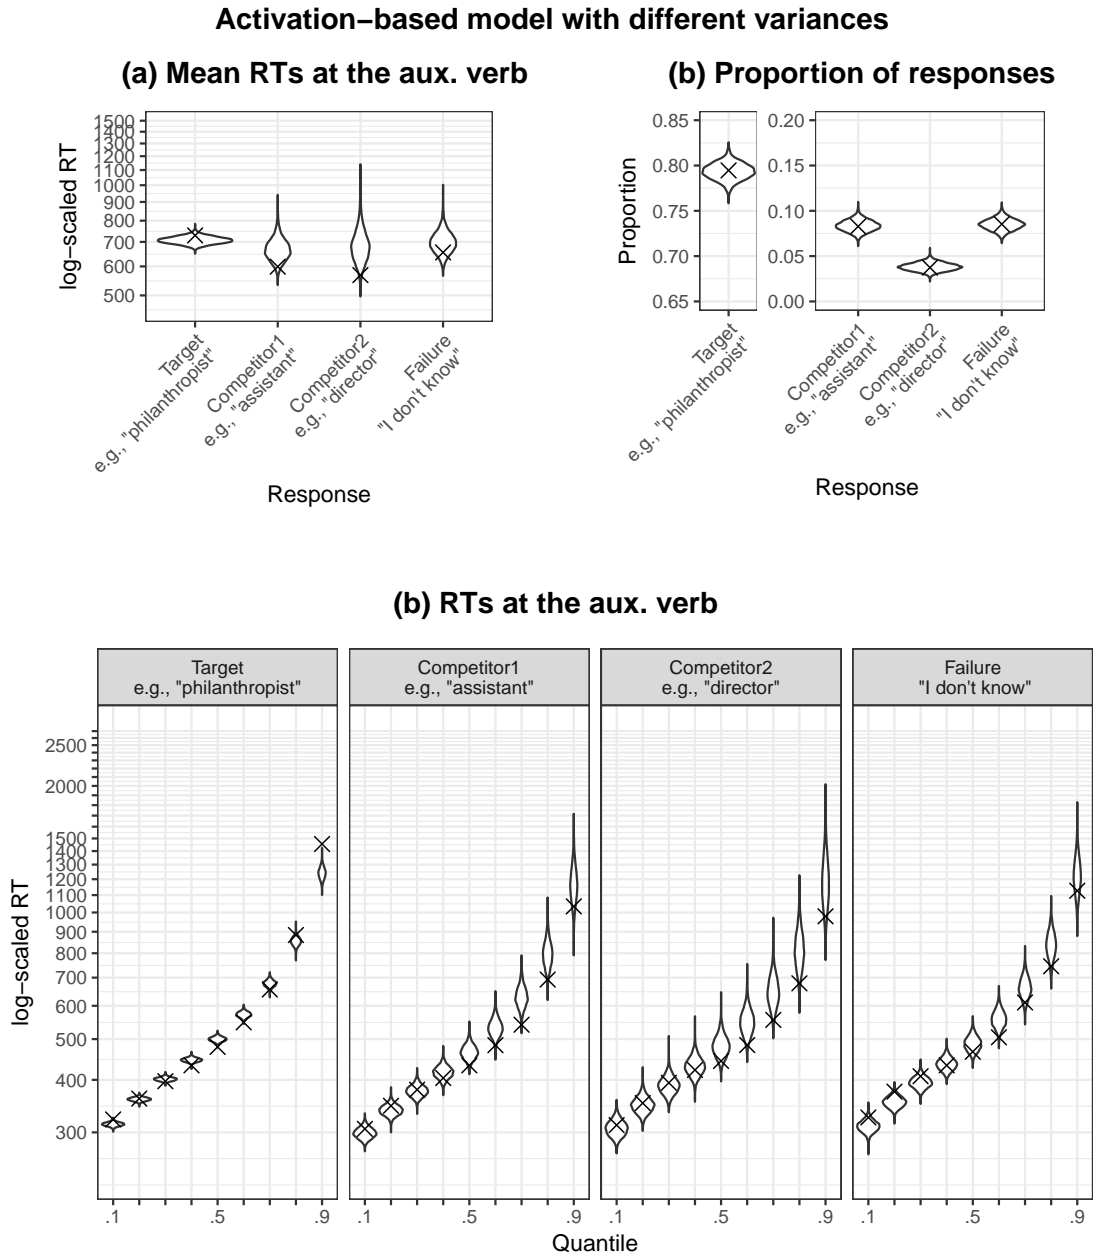 Activation−based model with different variances
(a) Mean RTs at the aux. verb
log−scaled RT
1500
1400
1300
1200
1100
1000
900
800
700
600
500
Target
e.g., "philanthropist"
Competitor1
e.g., "assistant"
Competitor2
e.g., "director"
Failure
"I don't know"
Response
(b) Proportion of responses
Proportion
0.85
0.80
0.75
0.70
0.65
0.20
0.15
0.10
0.05
0.00
Target
e.g., "philanthropist"
Competitor1
e.g., "assistant"
Competitor2
e.g., "director"
Failure
"I don't know"
Response
(b) RTs at the aux. verb
Target
e.g., "philanthropist"
Competitor1
e.g., "assistant"
Competitor2
e.g., "director"
Failure
"I don't know"
log−scaled RT
2500
2000
1500
1400
1300
1200
1100
1000
900
800
700
600
500
400
300
.1 .5 .9 .1 .5 .9 .1 .5 .9 .1 .5 .9
Quantile